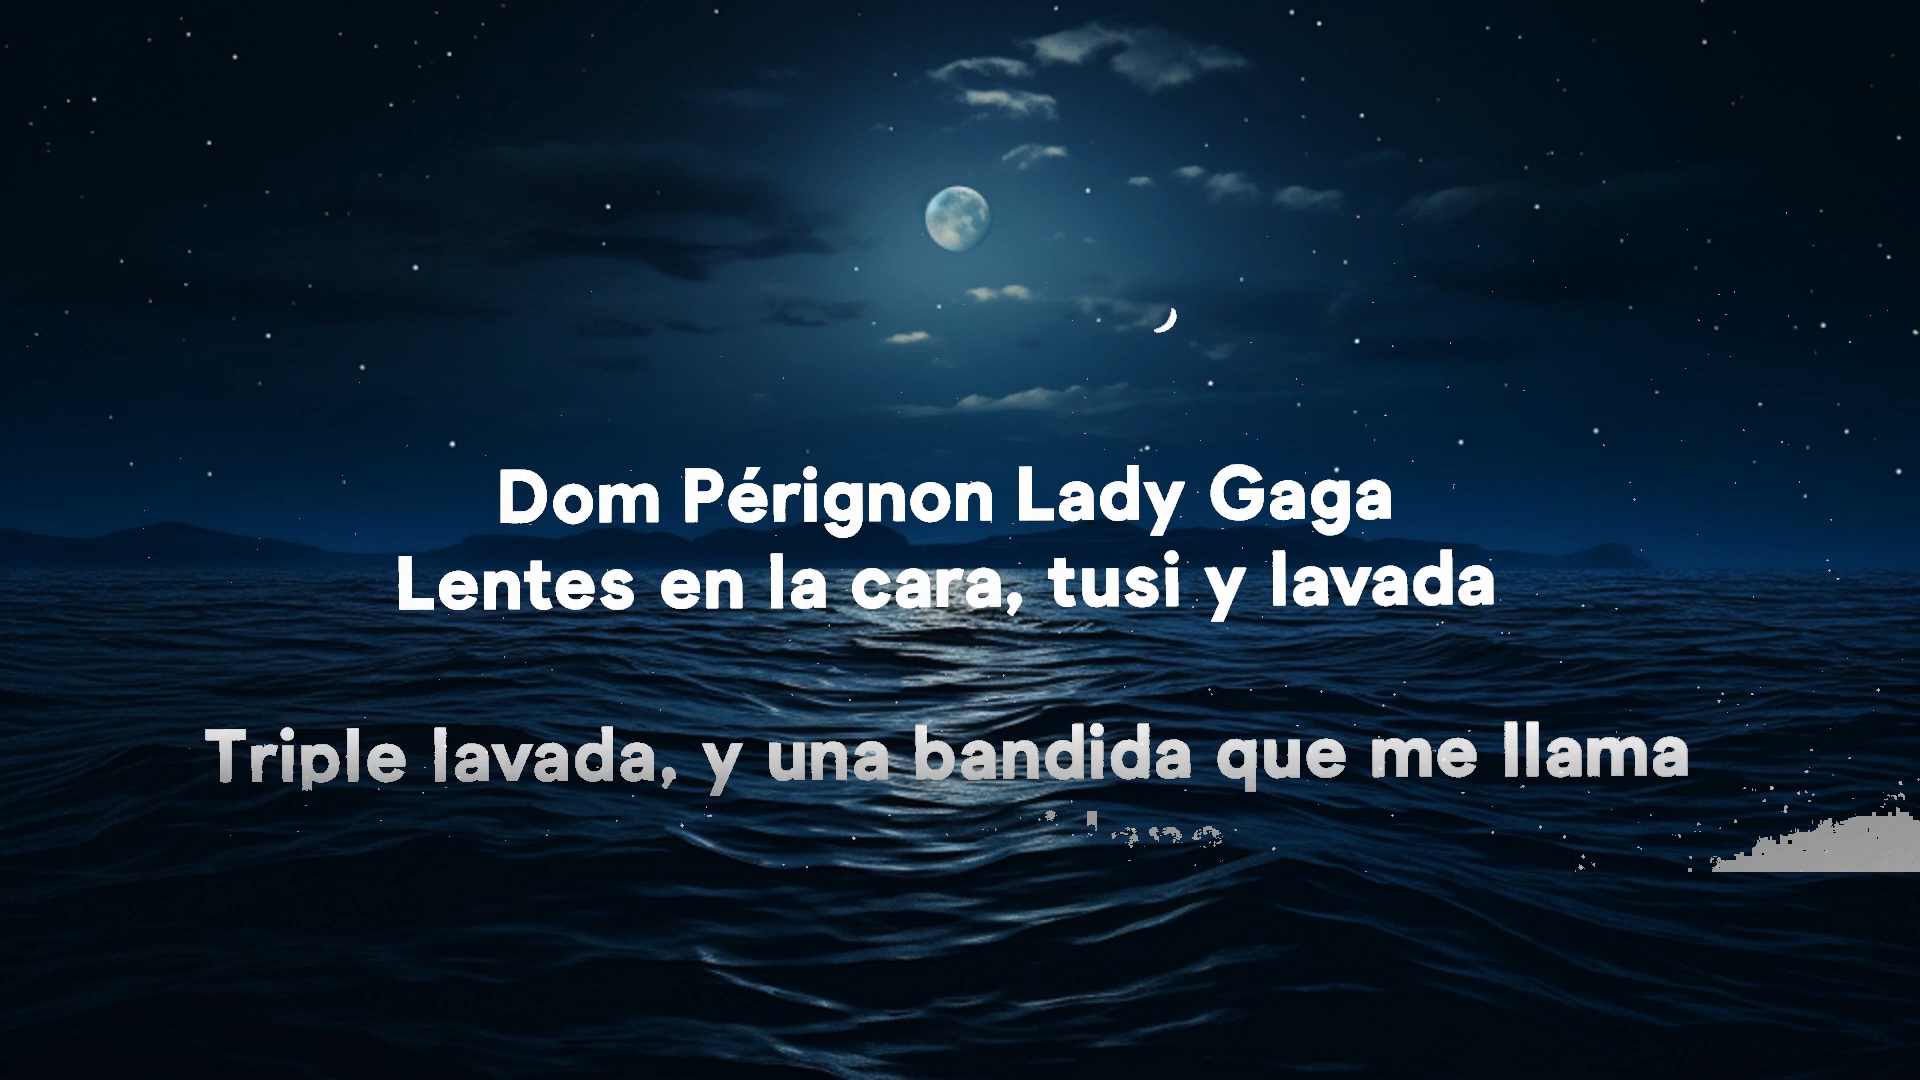 Dom Pérignon Lady Gaga
Lentes en la cara, tusi y lavada
Triple lavada, y una bandida que me llama